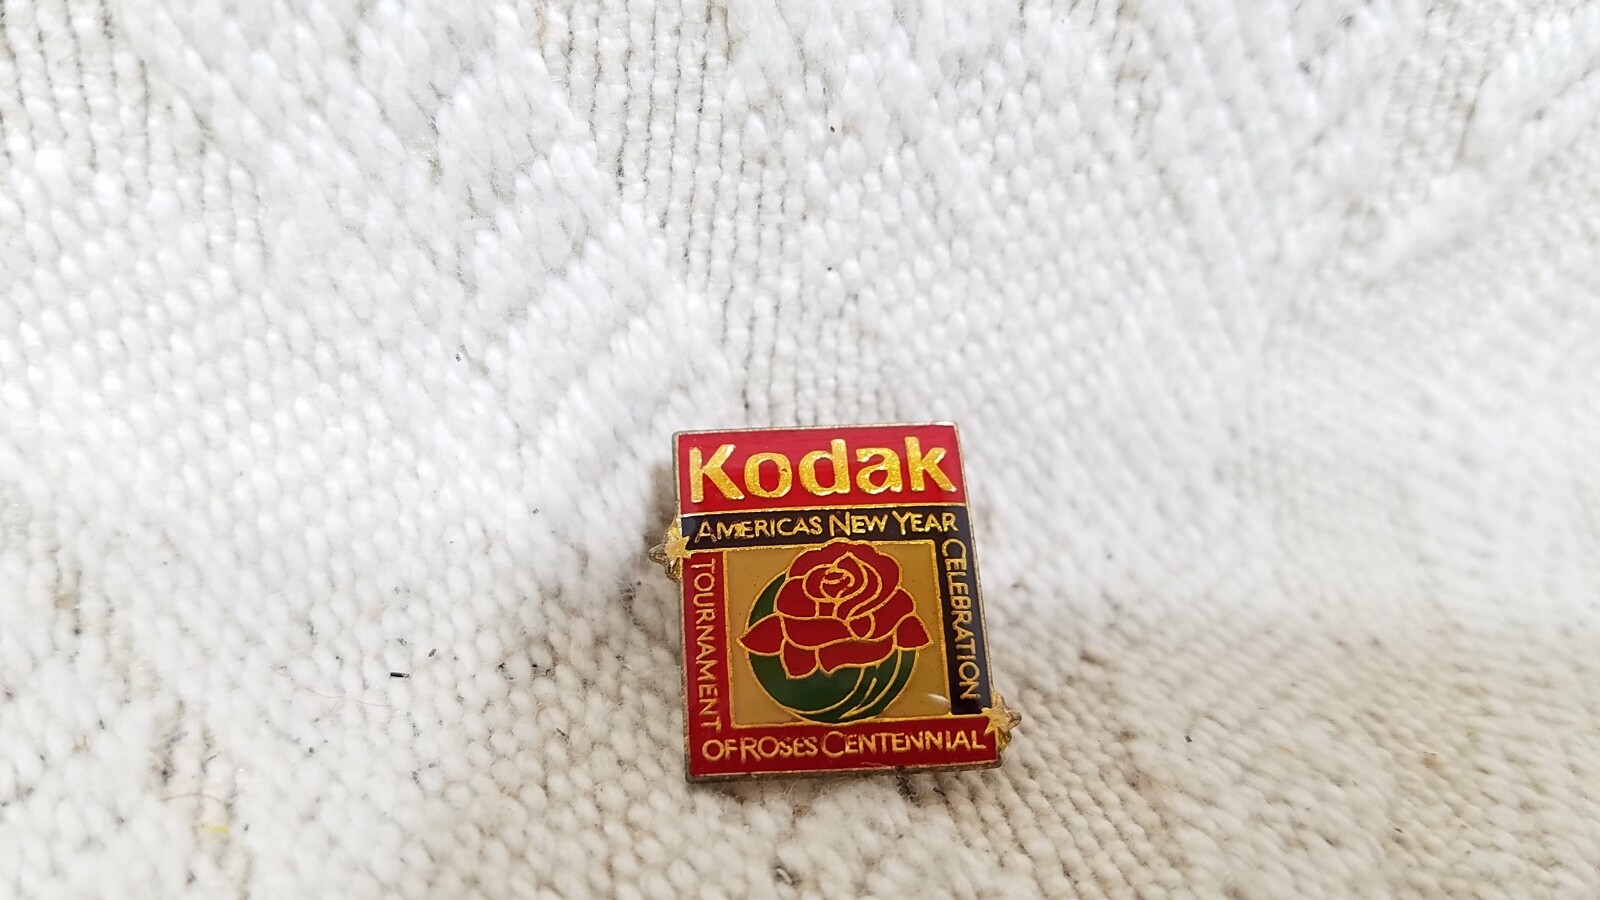 Kodak
AMERICAS NEW YEAR
CELEBRATION
TOURNAMENT
OF ROSES CENTENNIAL